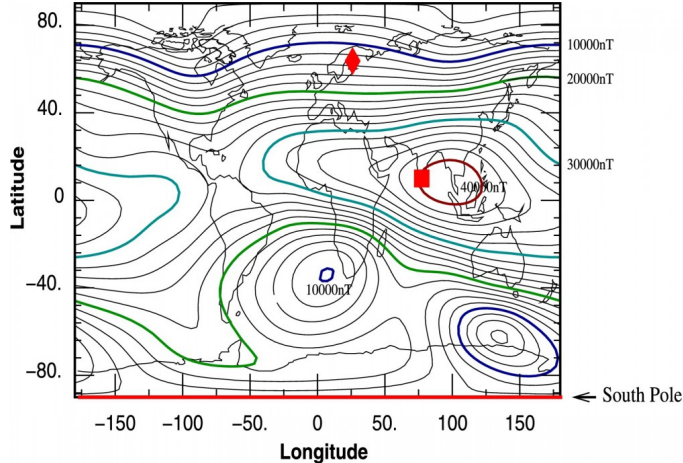 80.
40.
0
−40.
−80.
Latitude
10000nT
20000nT
30000nT
40000nT
10000nT
South Pole
−150 −100 −50. 0 50. 100 150
Longitude